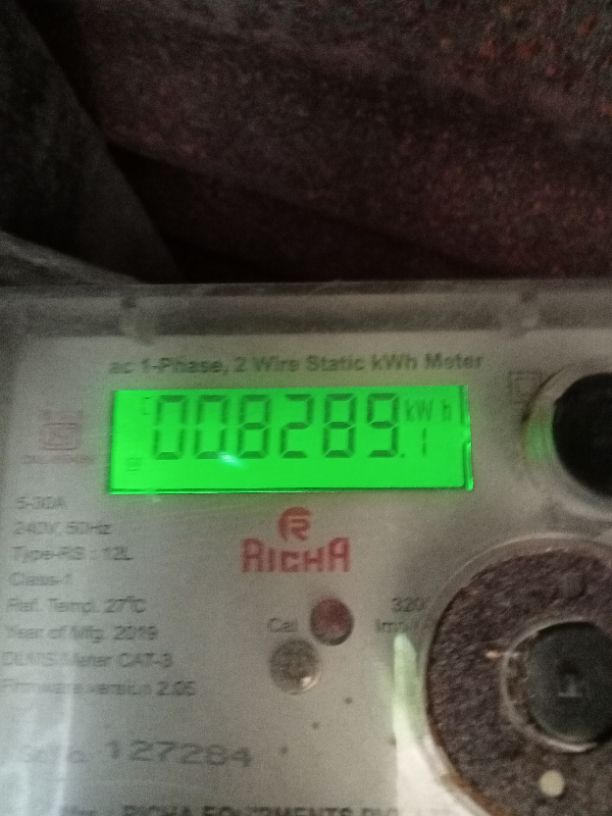 ac 1-Phase, 2 Wire Static kWh Meter
008289.1 kWh
5-30A
240V, 50Hz
RICHA
Type-RS : 12L
Class-1
Ref. Temp. 27°C
320
Cal
Imp
Year of Mfg. 2019
DLMS Meter CAT-3
Firmware version 2.05
127284
RICHA EQUIPMENTS